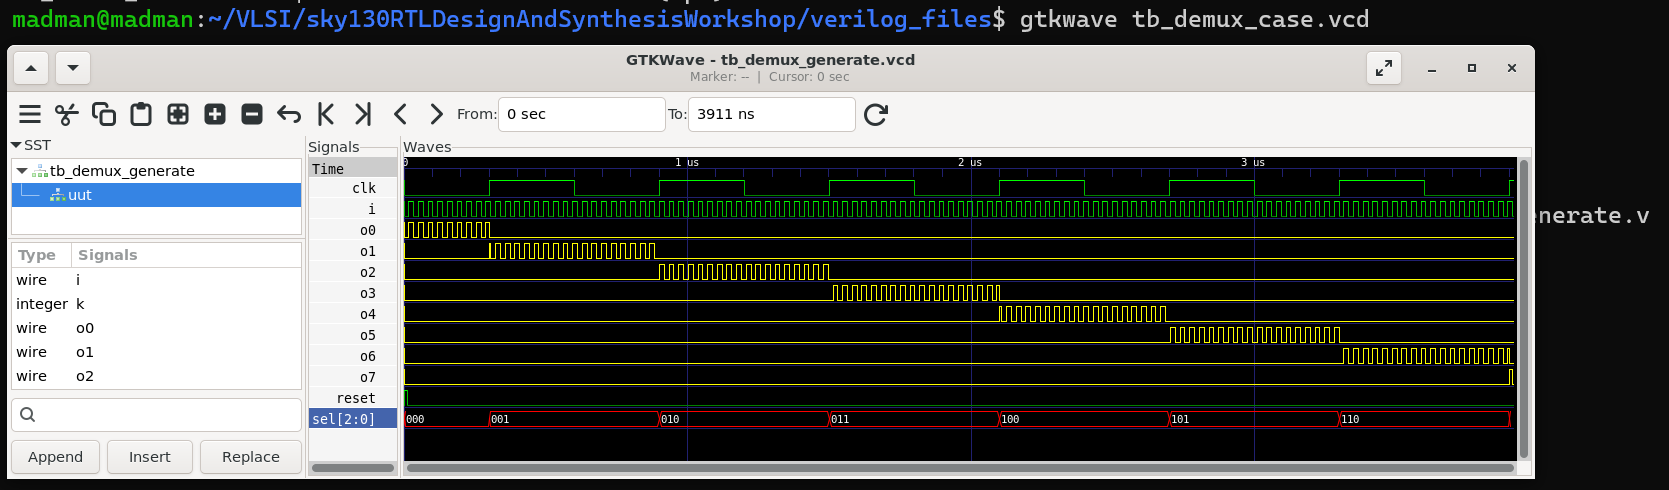 madman@madman:~/VLSI/sky130RTLDesignAndSynthesisWorkshop/verilog_files$ gtkwave tb_demux_case.vcd
GTKWave - tb_demux_generate.vcd
Marker: -- | Cursor: 0 sec
From: 0 sec To: 3911 ns
SST
tb_demux_generate
uut
Type Signals
wire i
integer k
wire o0
wire o1
wire o2
Append Insert Replace
Signals
Time
clk
i
o0
o1
o2
o3
o4
o5
o6
o7
reset
sel[2:0]
Waves
0 1 us 2 us 3 us
000 001 010 011 100 101 110
enerate.v